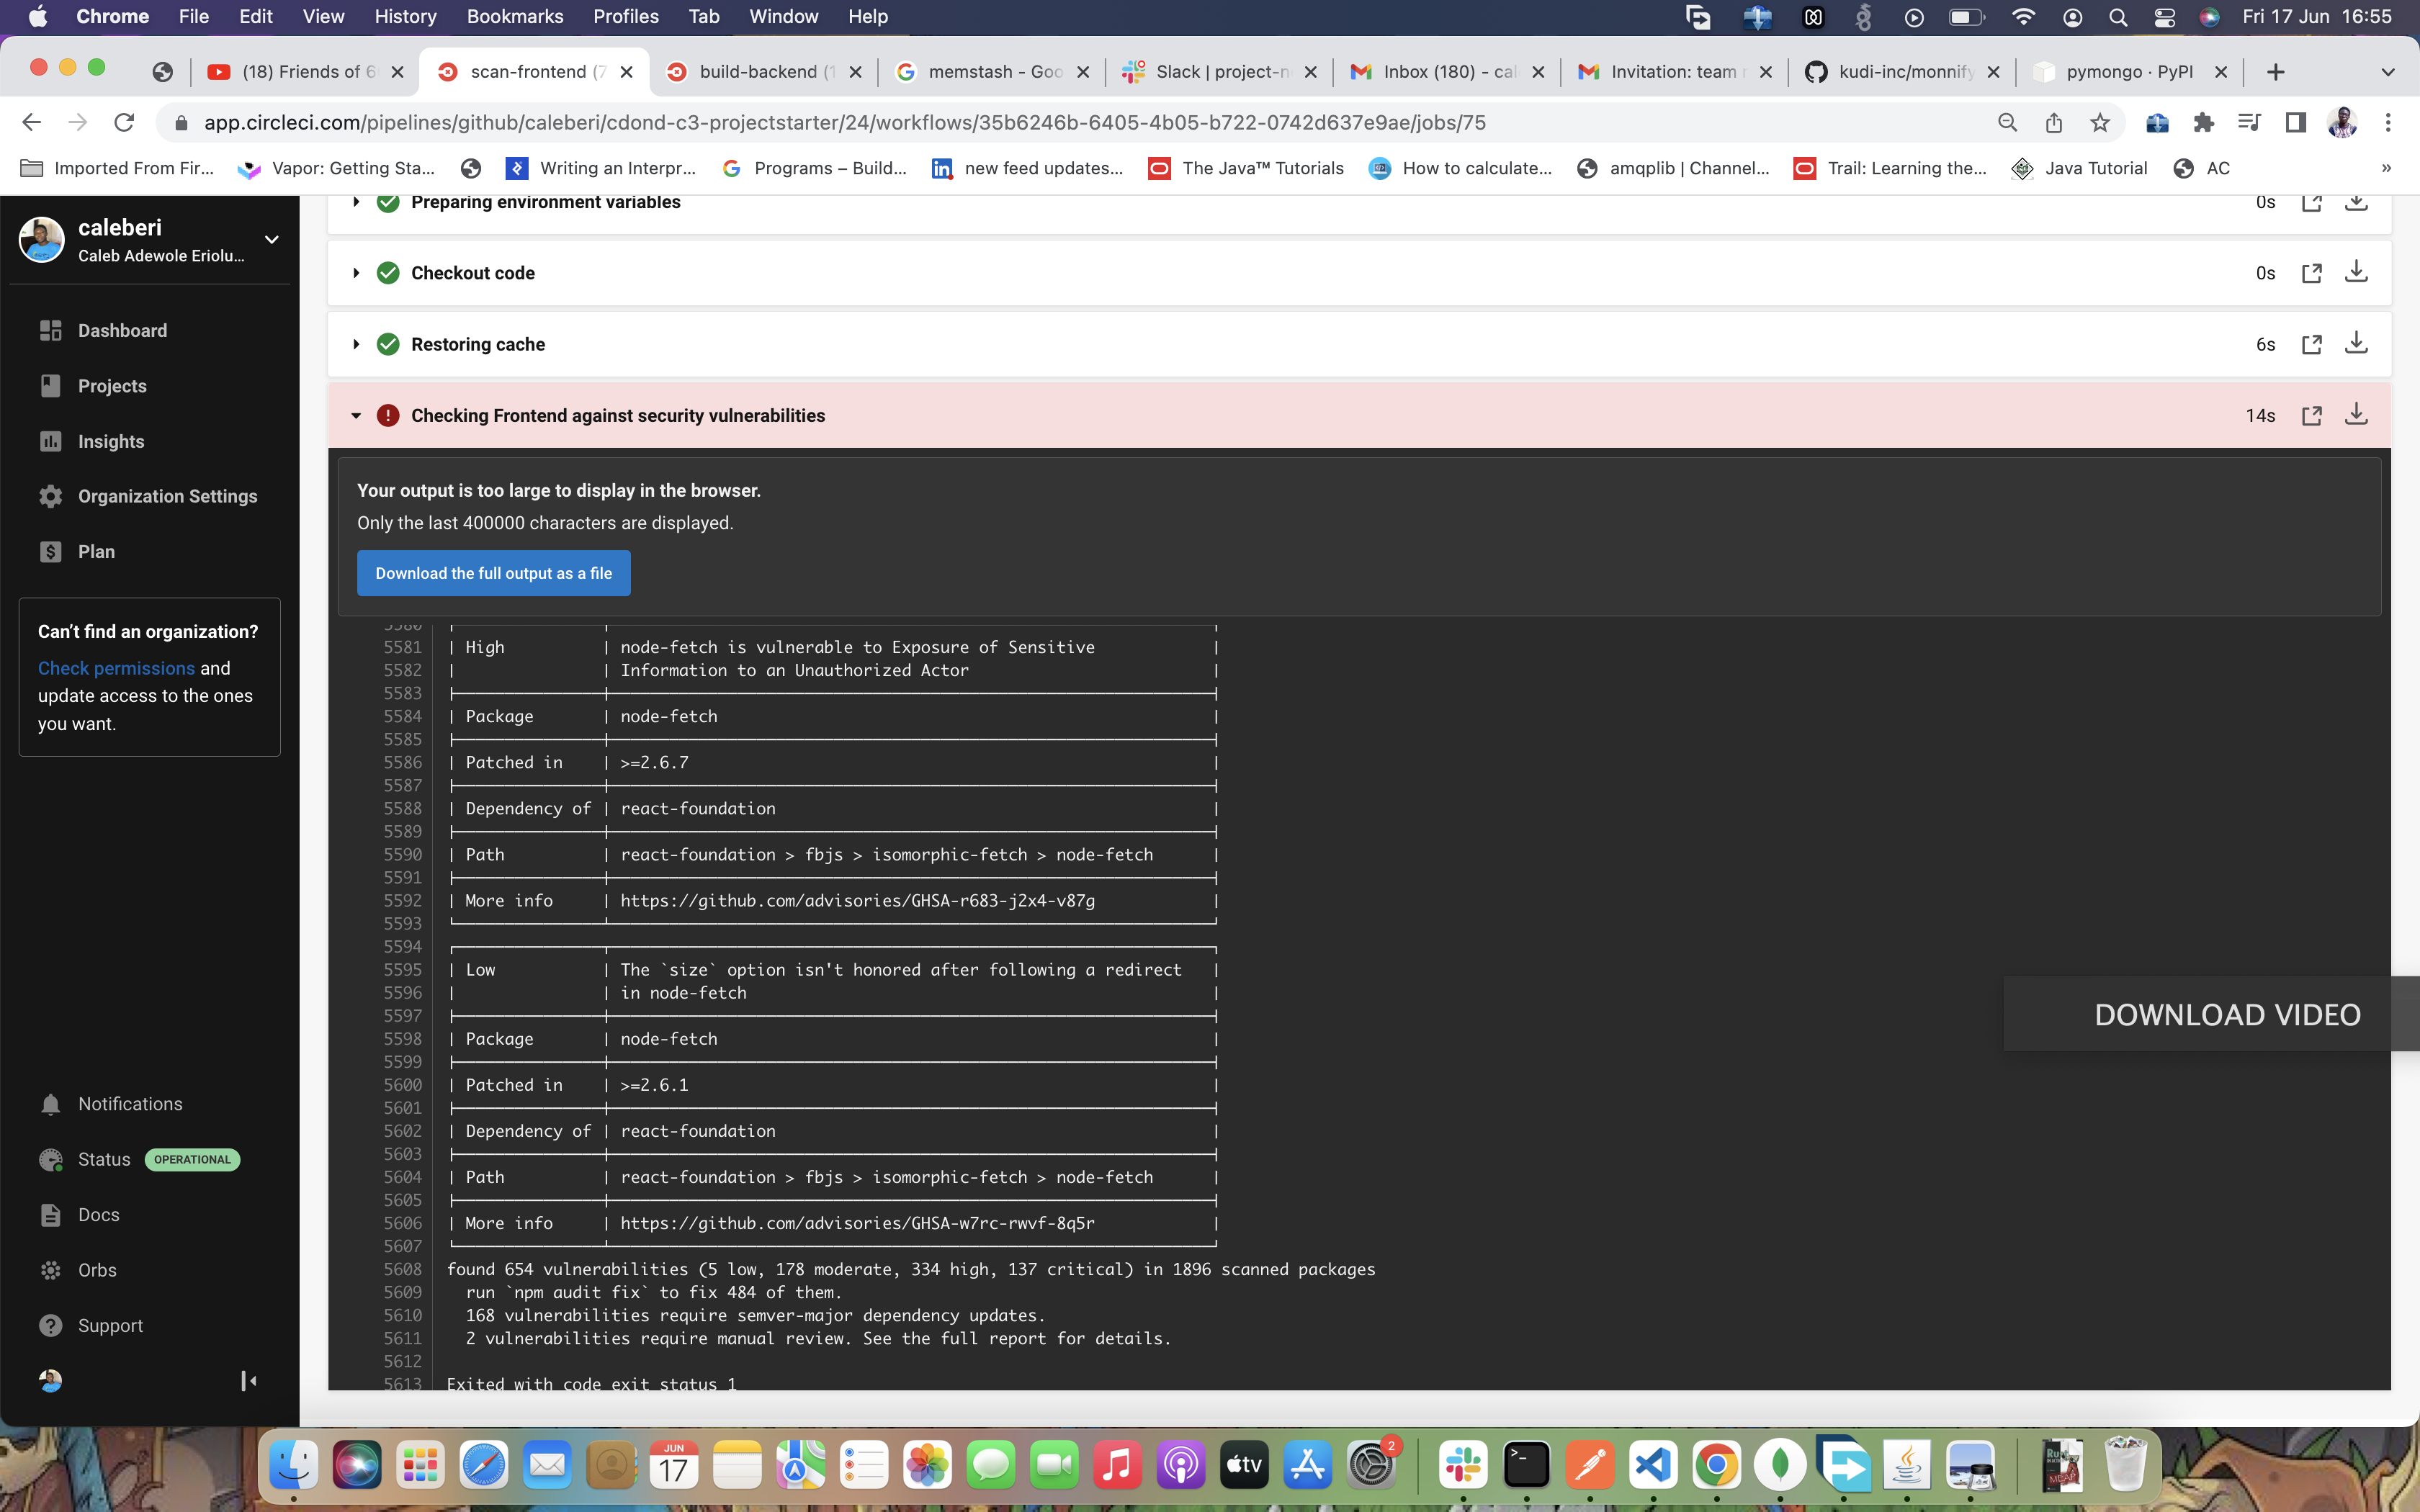 Chrome File Edit View History Bookmarks Profiles Tab Window Help Fri 17 Jun 16:55
(18) Friends of 6 scan-frontend (7 build-backend (1 memstash - Goo Slack | project-n Inbox (180) - cal Invitation: team kudi-inc/monnify pymongo · PyPI
app.circleci.com/pipelines/github/caleberi/cdond-c3-projectstarter/24/workflows/35b6246b-6405-4b05-b722-0742d637e9ae/jobs/75
Imported From Fir... Vapor: Getting Sta... Writing an Interpr... Programs – Build... new feed updates... The Java™ Tutorials How to calculate... amqplib | Channel... Trail: Learning the... Java Tutorial AC »
caleberi
Caleb Adewole Eriolu...
Dashboard
Projects
Insights
Organization Settings
Plan
Can't find an organization?
Check permissions and
update access to the ones
you want.
Notifications
Status OPERATIONAL
Docs
Orbs
Support
Preparing environment variables 0s
Checkout code 0s
Restoring cache 6s
Checking Frontend against security vulnerabilities 14s
Your output is too large to display in the browser.
Only the last 400000 characters are displayed.
Download the full output as a file
5580
5581 | High | node-fetch is vulnerable to Exposure of Sensitive |
5582 | | Information to an Unauthorized Actor |
5583
5584 | Package | node-fetch |
5585
5586 | Patched in | >=2.6.7 |
5587
5588 | Dependency of | react-foundation |
5589
5590 | Path | react-foundation > fbjs > isomorphic-fetch > node-fetch |
5591
5592 | More info | https://github.com/advisories/GHSA-r683-j2x4-v87g |
5593
5594
5595 | Low | The `size` option isn't honored after following a redirect |
5596 | | in node-fetch |
5597
5598 | Package | node-fetch |
5599
5600 | Patched in | >=2.6.1 |
5601
5602 | Dependency of | react-foundation |
5603
5604 | Path | react-foundation > fbjs > isomorphic-fetch > node-fetch |
5605
5606 | More info | https://github.com/advisories/GHSA-w7rc-rwvf-8q5r |
5607
5608 found 654 vulnerabilities (5 low, 178 moderate, 334 high, 137 critical) in 1896 scanned packages
5609 run `npm audit fix` to fix 484 of them.
5610 168 vulnerabilities require semver-major dependency updates.
5611 2 vulnerabilities require manual review. See the full report for details.
5612
5613 Exited with code exit status 1
DOWNLOAD VIDEO
JUN
17
tv
2